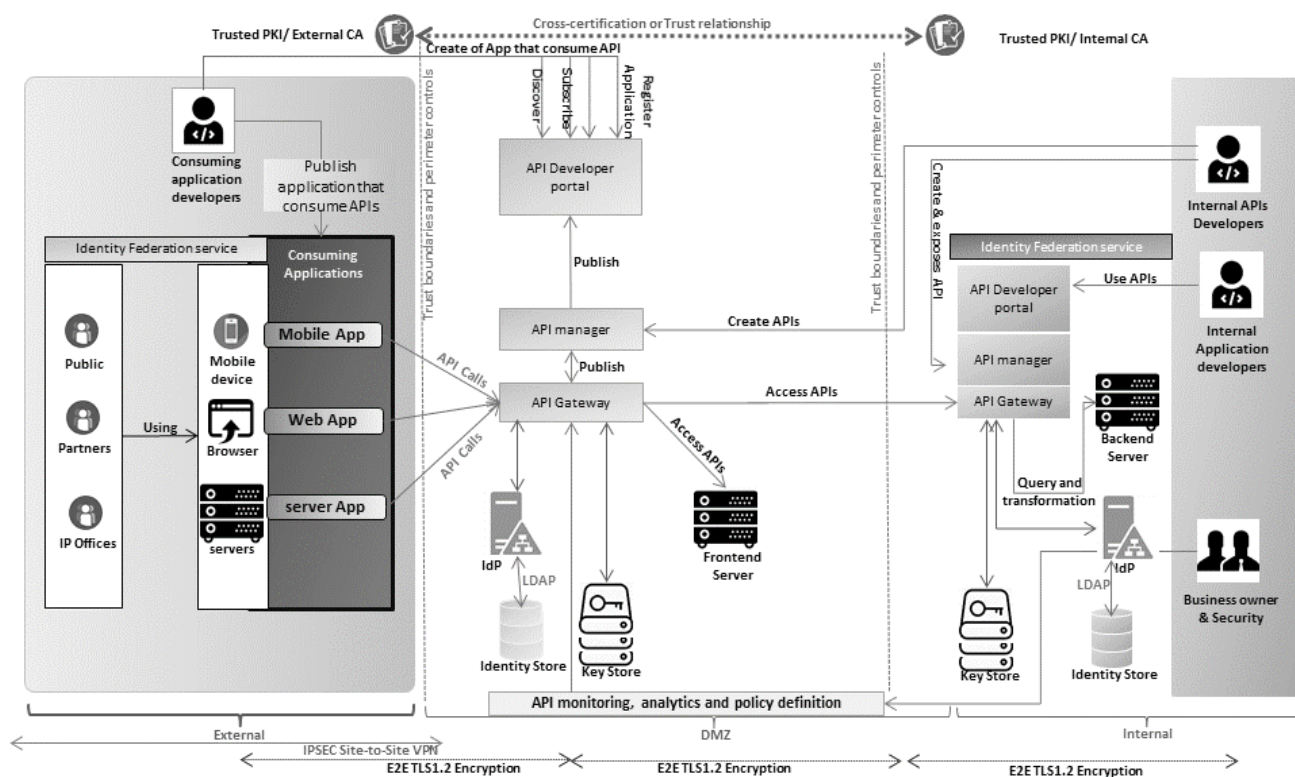 Cross-certification or Trust relationship
Trusted PKI/ External CA
Trusted PKI/ Internal CA
Create of App that consume API
Discover
Subscribe
Register
Application
Trust boundaries and perimeter controls
Trust boundaries and perimeter controls
Consuming
application
developers
Publish
application that
consume APIs
API Developer
portal
Internal APIs
Developers
Create & exposes API
Identity Federation service
Consuming
Applications
Publish
Identity Federation service
API Developer
portal
Use APIs
Internal
Application
developers
Public
Mobile
device
Mobile App
API manager
Create APIs
API manager
API Calls
Publish
API Gateway
Access APIs
API Gateway
Partners
Using
Browser
Web App
API Calls
Access APIs
Backend
Server
Query and
transformation
IP Offices
servers
server App
IdP
LDAP
Frontend
Server
IdP
LDAP
Business owner
& Security
Identity Store
Key Store
Key Store
Identity Store
API monitoring, analytics and policy definition
External
DMZ
Internal
IPSEC Site-to-Site VPN
E2E TLS1.2 Encryption
E2E TLS1.2 Encryption
E2E TLS1.2 Encryption